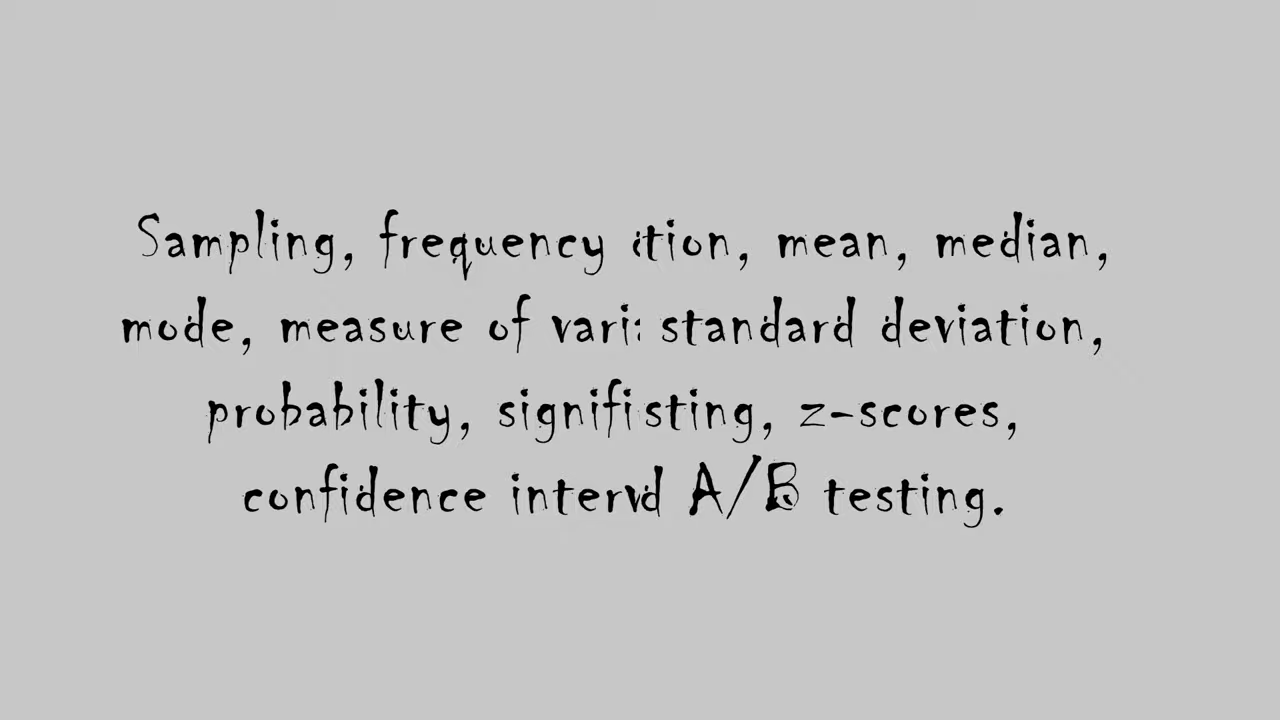 Sampling, frequency ition, mean, median,
mode, measure of vari: standard deviation,
probability, signifisting, z-scores,
confidence intervd A/B testing.